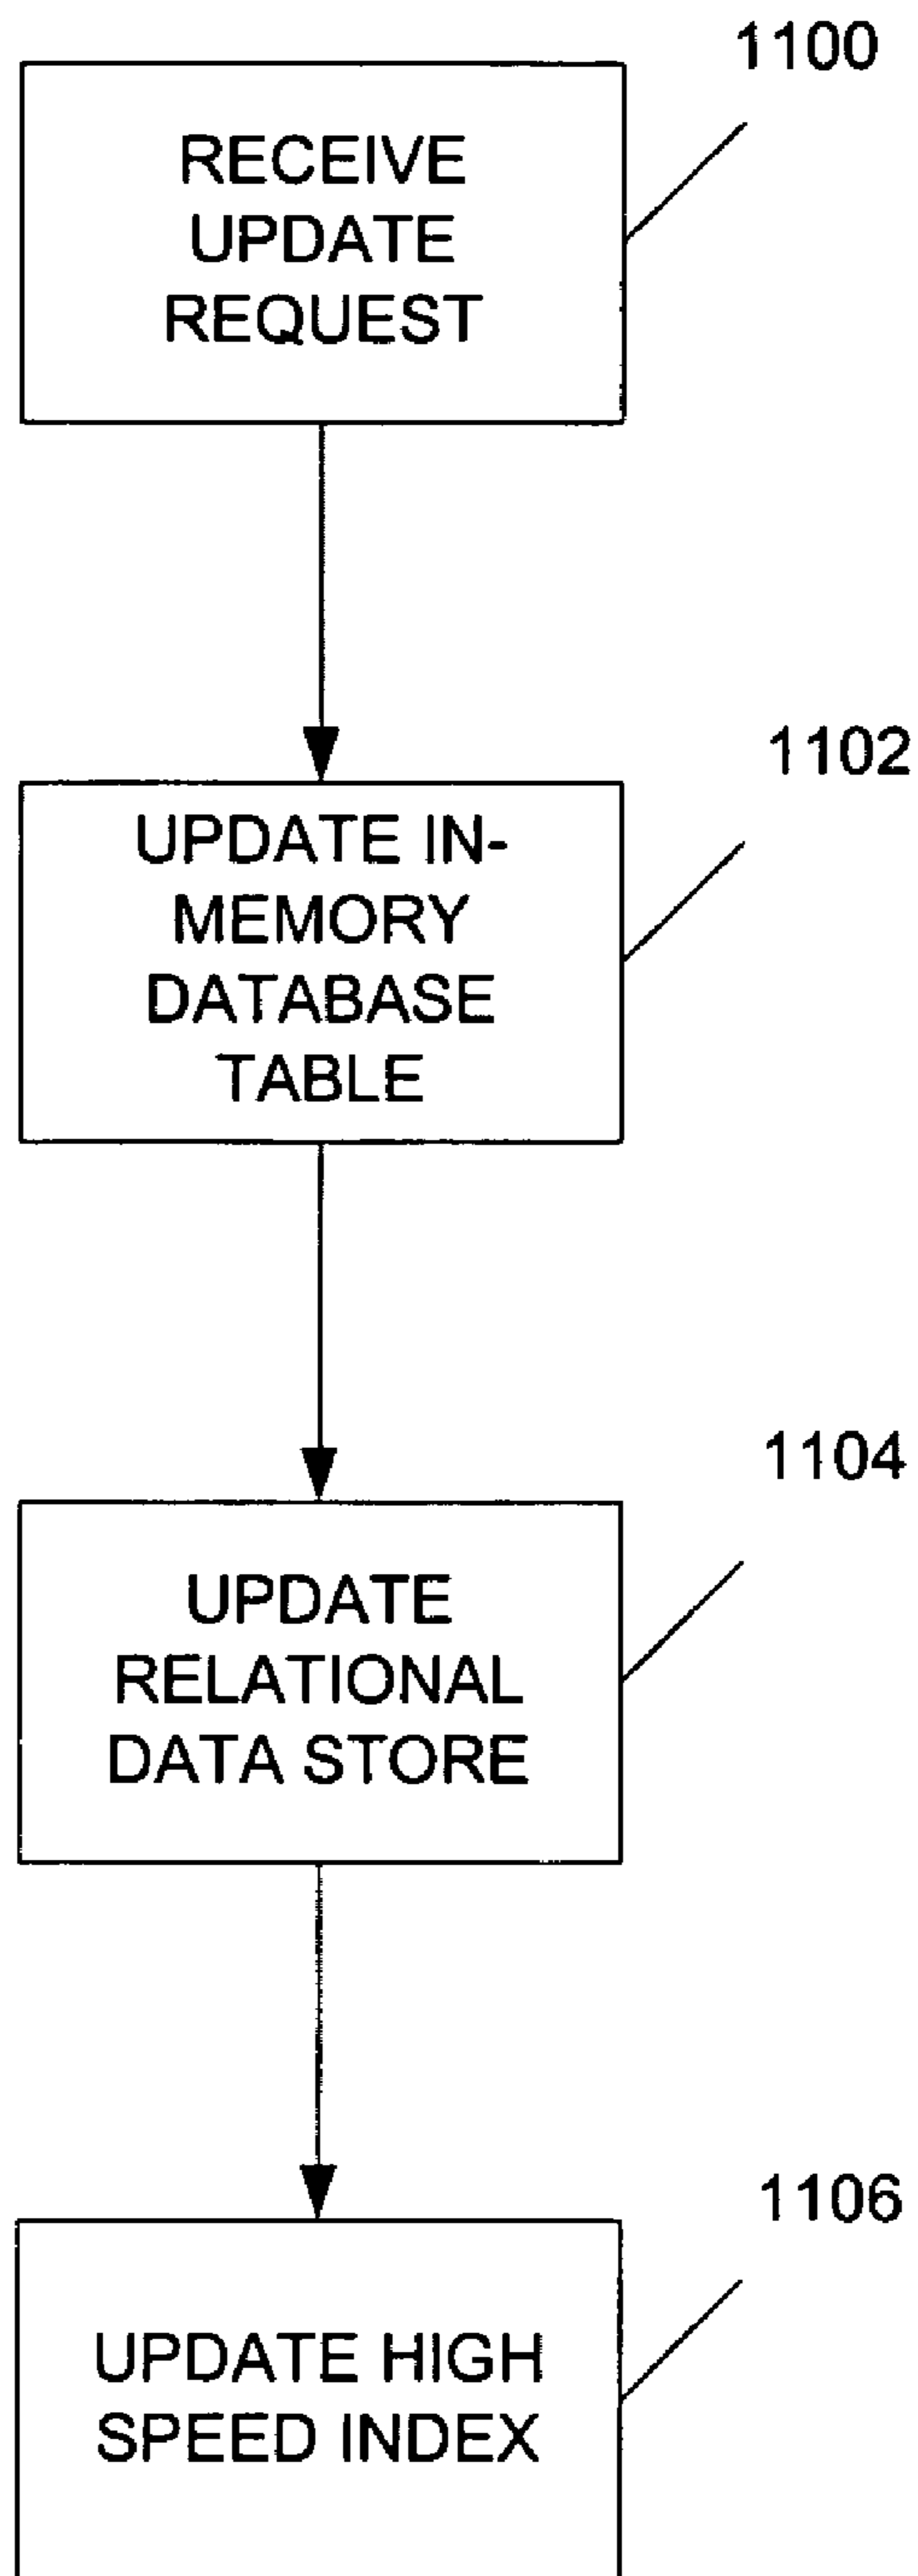 1100
RECEIVE
UPDATE
REQUEST
1102
UPDATE IN-
MEMORY
DATABASE
TABLE
1104
UPDATE
RELATIONAL
DATA STORE
1106
UPDATE HIGH
SPEED INDEX